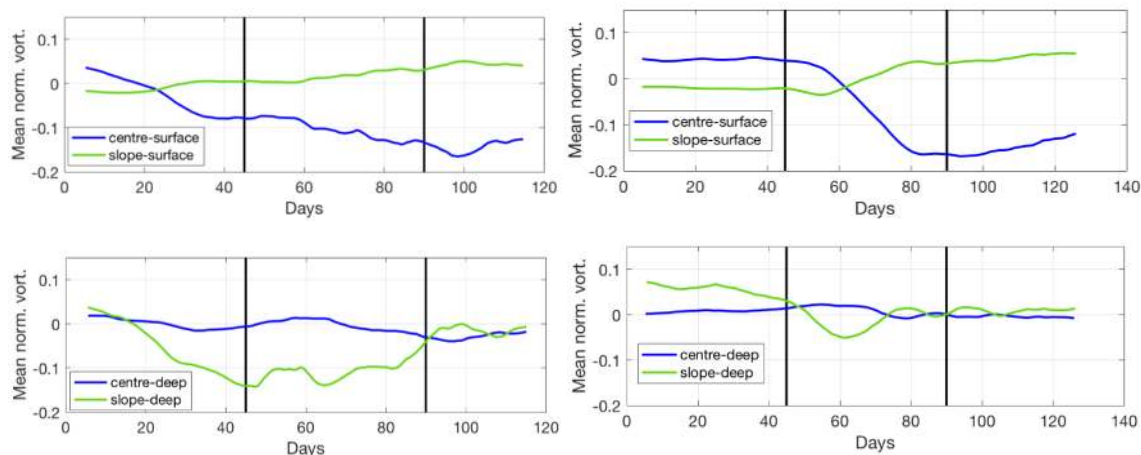 Mean norm. vort.
0.1
0
-0.1
-0.2
centre-surface
slope-surface
0 20 40 60 80 100 120
Days
Mean norm. vort.
0.1
0
-0.1
-0.2
centre-surface
slope-surface
0 20 40 60 80 100 120 140
Days
Mean norm. vort.
0.1
0
-0.1
-0.2
centre-deep
slope-deep
0 20 40 60 80 100 120
Days
Mean norm. vort.
0.1
0
-0.1
-0.2
centre-deep
slope-deep
0 20 40 60 80 100 120 140
Days